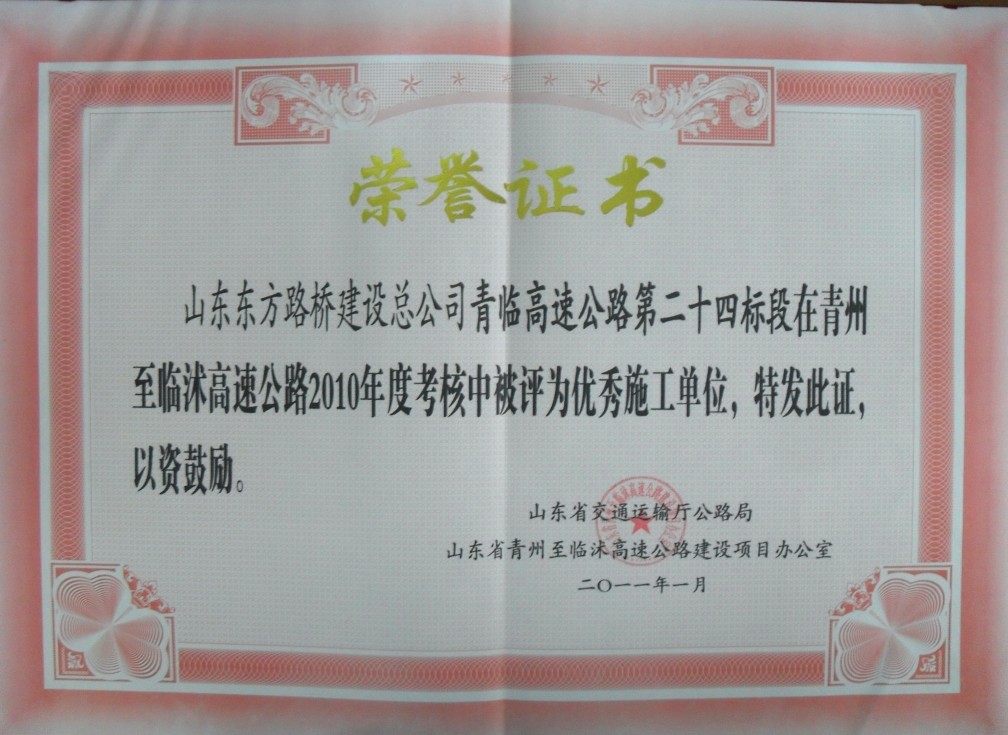 荣誉证书
山东东方路桥建设总公司青临高速公路第二十四标段在青州
至临沭高速公路2010年度考核中被评为优秀施工单位，特发此证，
以资鼓励。
山东省交通运输厅公路局
山东省青州至临沭高速公路建设项目办公室
二〇一一年一月